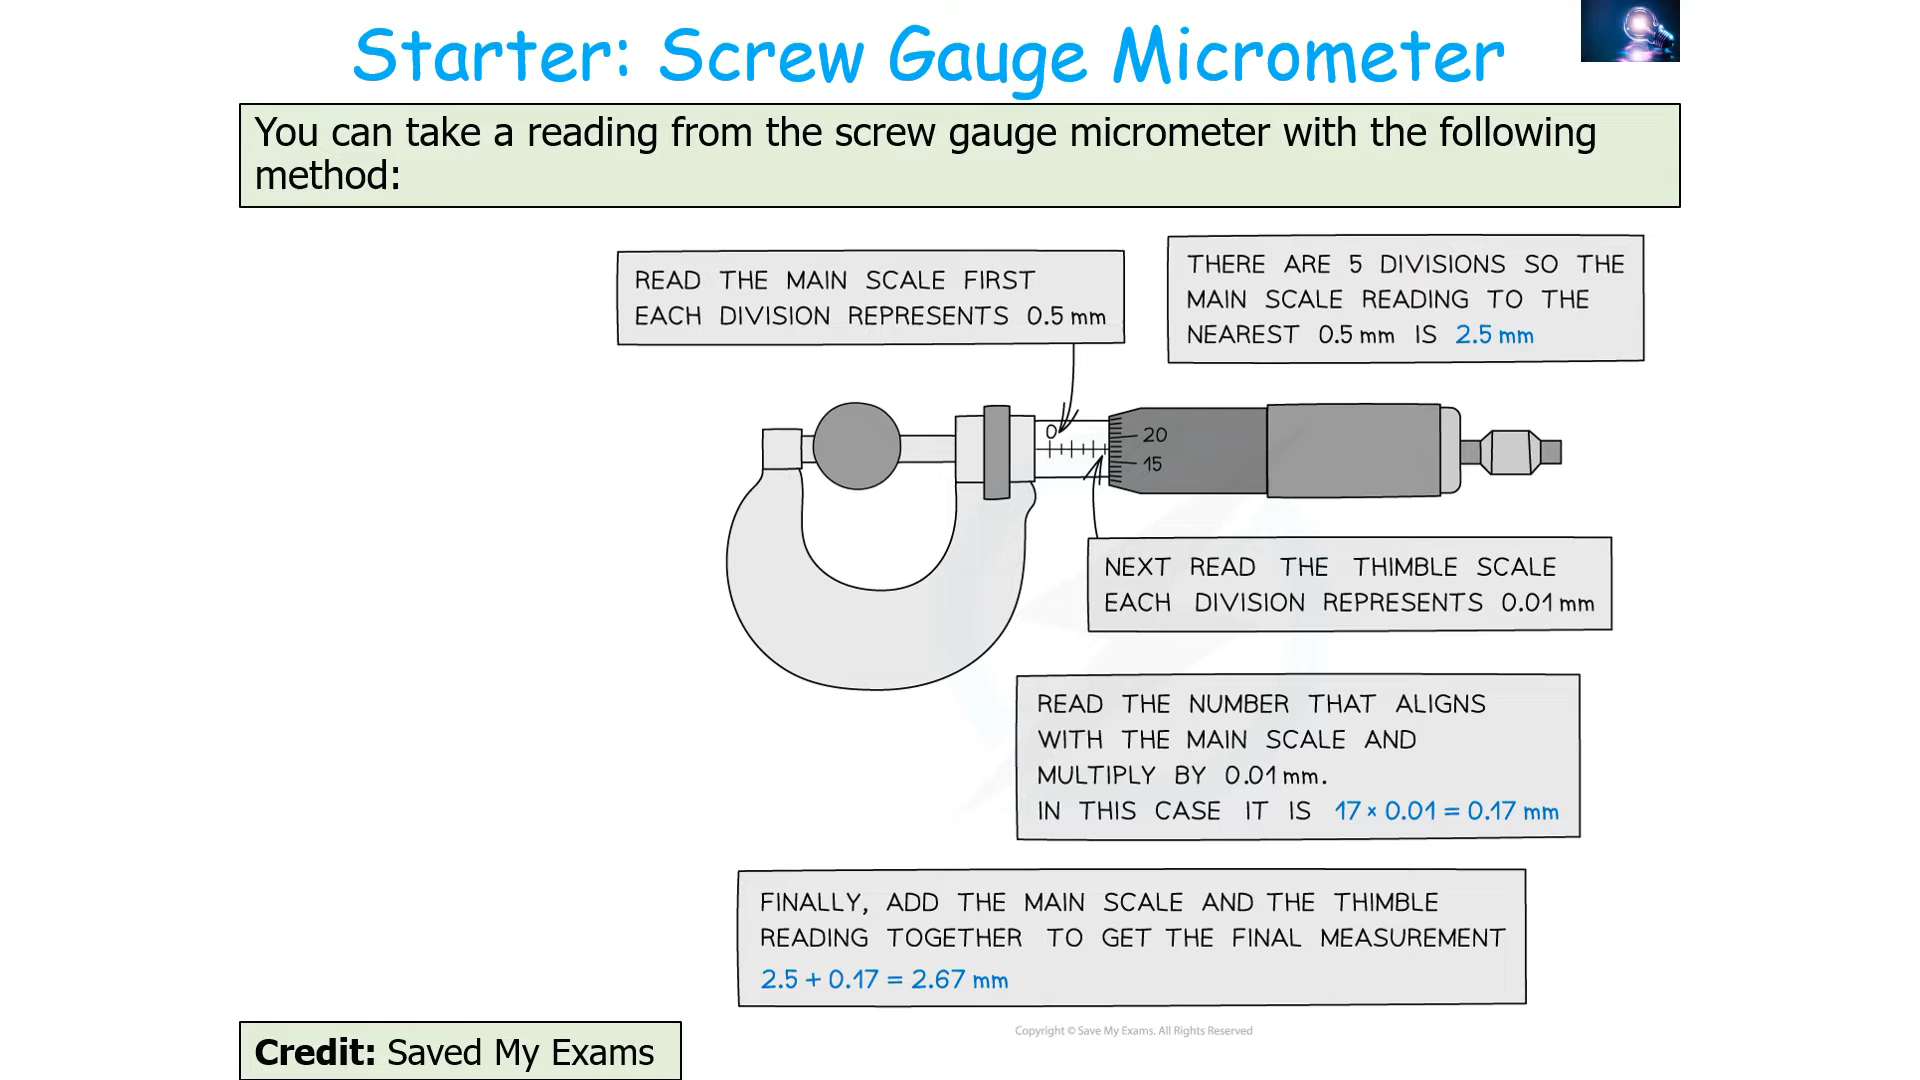 Starter: Screw Gauge Micrometer
You can take a reading from the screw gauge micrometer with the following
method:
READ THE MAIN SCALE FIRST
EACH DIVISION REPRESENTS 0.5 mm
THERE ARE 5 DIVISIONS SO THE
MAIN SCALE READING TO THE
NEAREST 0.5 mm IS 2.5 mm
0
20
15
NEXT READ THE THIMBLE SCALE
EACH DIVISION REPRESENTS 0.01 mm
READ THE NUMBER THAT ALIGNS
WITH THE MAIN SCALE AND
MULTIPLY BY 0.01 mm.
IN THIS CASE IT IS 17 × 0.01 = 0.17 mm
FINALLY, ADD THE MAIN SCALE AND THE THIMBLE
READING TOGETHER TO GET THE FINAL MEASUREMENT
2.5 + 0.17 = 2.67 mm
Copyright © Save My Exams. All Rights Reserved
Credit: Saved My Exams